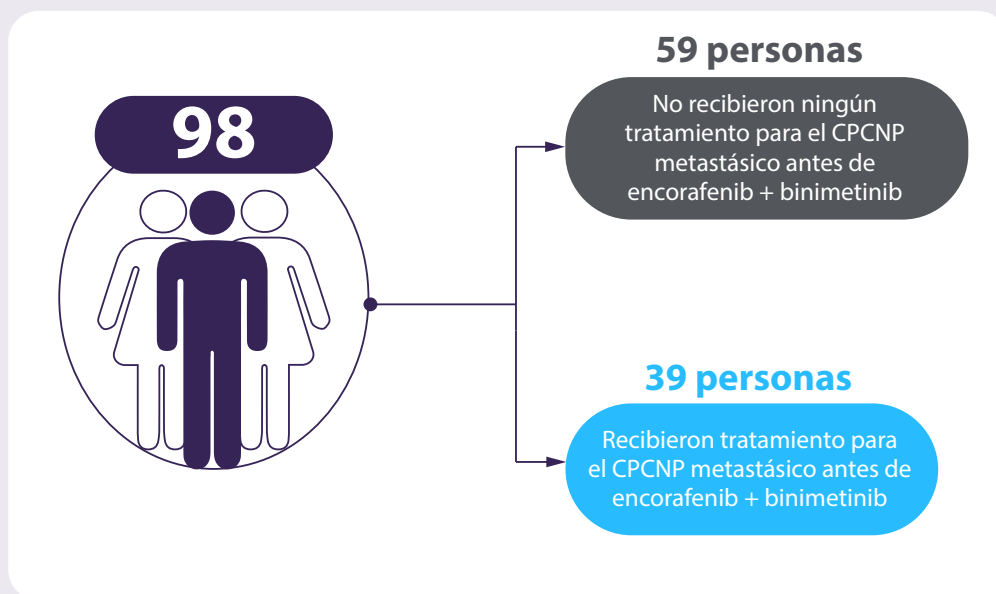 98
59 personas
No recibieron ningún
tratamiento para el CPCNP
metastásico antes de
encorafenib + binimetinib
39 personas
Recibieron tratamiento para
el CPCNP metastásico antes de
encorafenib + binimetinib